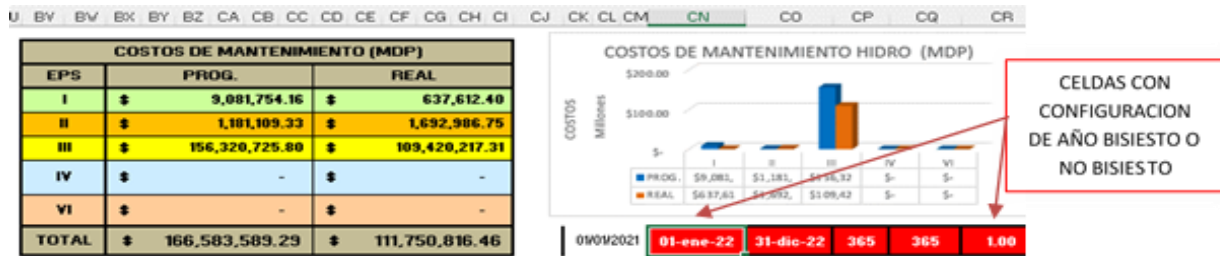 U BV BW BX BY BZ CA CB CC CD CE CF CG CH CI CJ CK CL CM CN CO CP CQ CR
COSTOS DE MANTENIMIENTO (MDP)
EPS PROG. REAL
I $ 9,081,754.16 $ 637,612.40
II $ 1,181,109.33 $ 1,692,986.75
III $ 156,320,725.80 $ 109,420,217.31
IV $ - $ -
VI $ - $ -
TOTAL $ 166,583,589.29 $ 111,750,816.46
COSTOS DE MANTENIMIENTO HIDRO (MDP)
COSTOS
Millones
$200.00
$100.00
$-
I II III IV VI
PROG. $9,081, $1,181, $- $-
REAL $637,61 $109,42 $- $-
01/01/2021 01-ene-22 31-dic-22 365 365 1.00
CELDAS CON
CONFIGURACION
DE AÑO BISIESTO O
NO BISIESTO